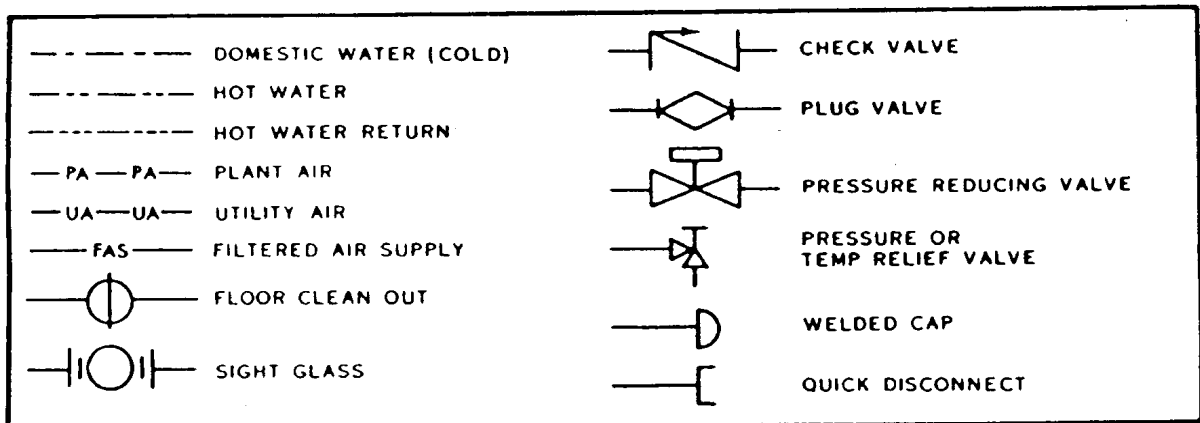 DOMESTIC WATER (COLD)
HOT WATER
HOT WATER RETURN
PA PA PLANT AIR
UA UA UTILITY AIR
FAS FILTERED AIR SUPPLY
FLOOR CLEAN OUT
SIGHT GLASS
CHECK VALVE
PLUG VALVE
PRESSURE REDUCING VALVE
PRESSURE OR
TEMP RELIEF VALVE
WELDED CAP
QUICK DISCONNECT